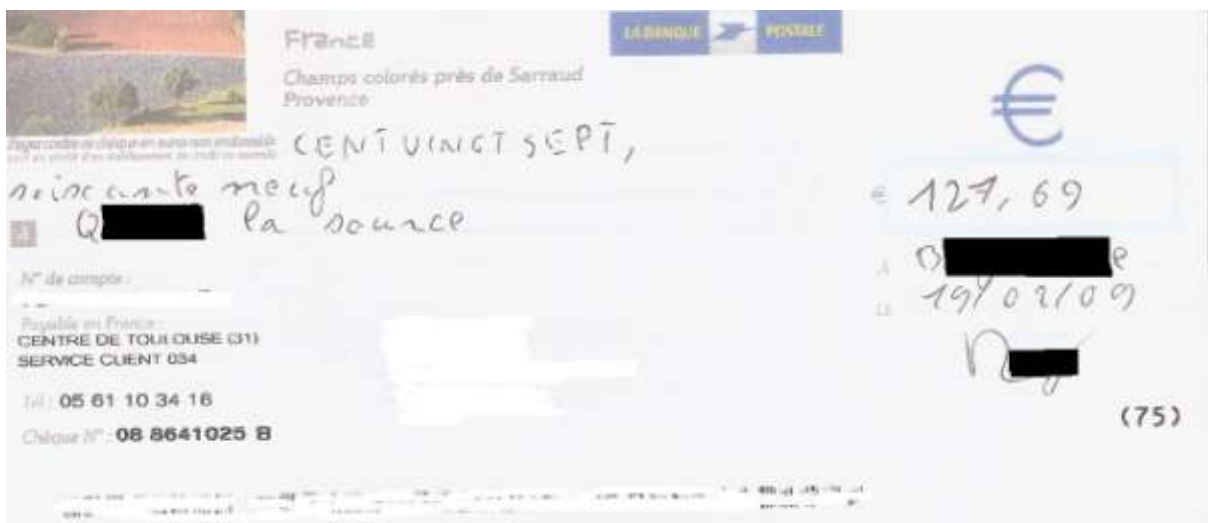 France
LA BANQUE POSTALE
Champs colorés près de Sarraud
Provence
€
CENT VINGT SEPT,
soixante neuf
€ 127,69
À Q la source
À B e
N° de compte :
LE 19/02/09
Payable en France :
CENTRE DE TOULOUSE (31)
SERVICE CLIENT 034
Tél : 05 61 10 34 16
(75)
Chèque N° : 08 8641025 B